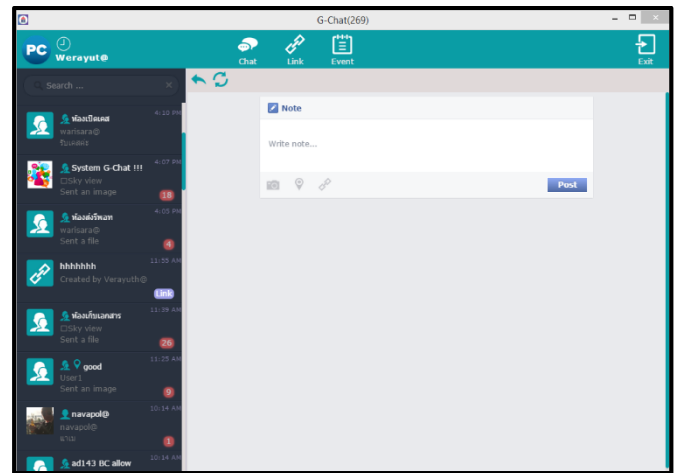 G-Chat(269)
PC
Werayut@
Chat
Link
Event
Exit
Search ...
Note
Write note...
Post
ห้องเปิดเคส
4:10 PM
warisara@
รับเคสค่ะ
System G-Chat !!!
4:07 PM
Sky view
Sent an image
18
ห้องส่งรีพอท
4:05 PM
warisara@
Sent a file
4
hhhhhhh
11:55 AM
Created by Verayuth@
Link
ห้องเก็บเอกสาร
11:39 AM
Sky view
Sent a file
26
good
11:25 AM
User1
Sent an image
9
navapol@
10:14 AM
navapol@
1
ad143 BC allow
10:14 AM